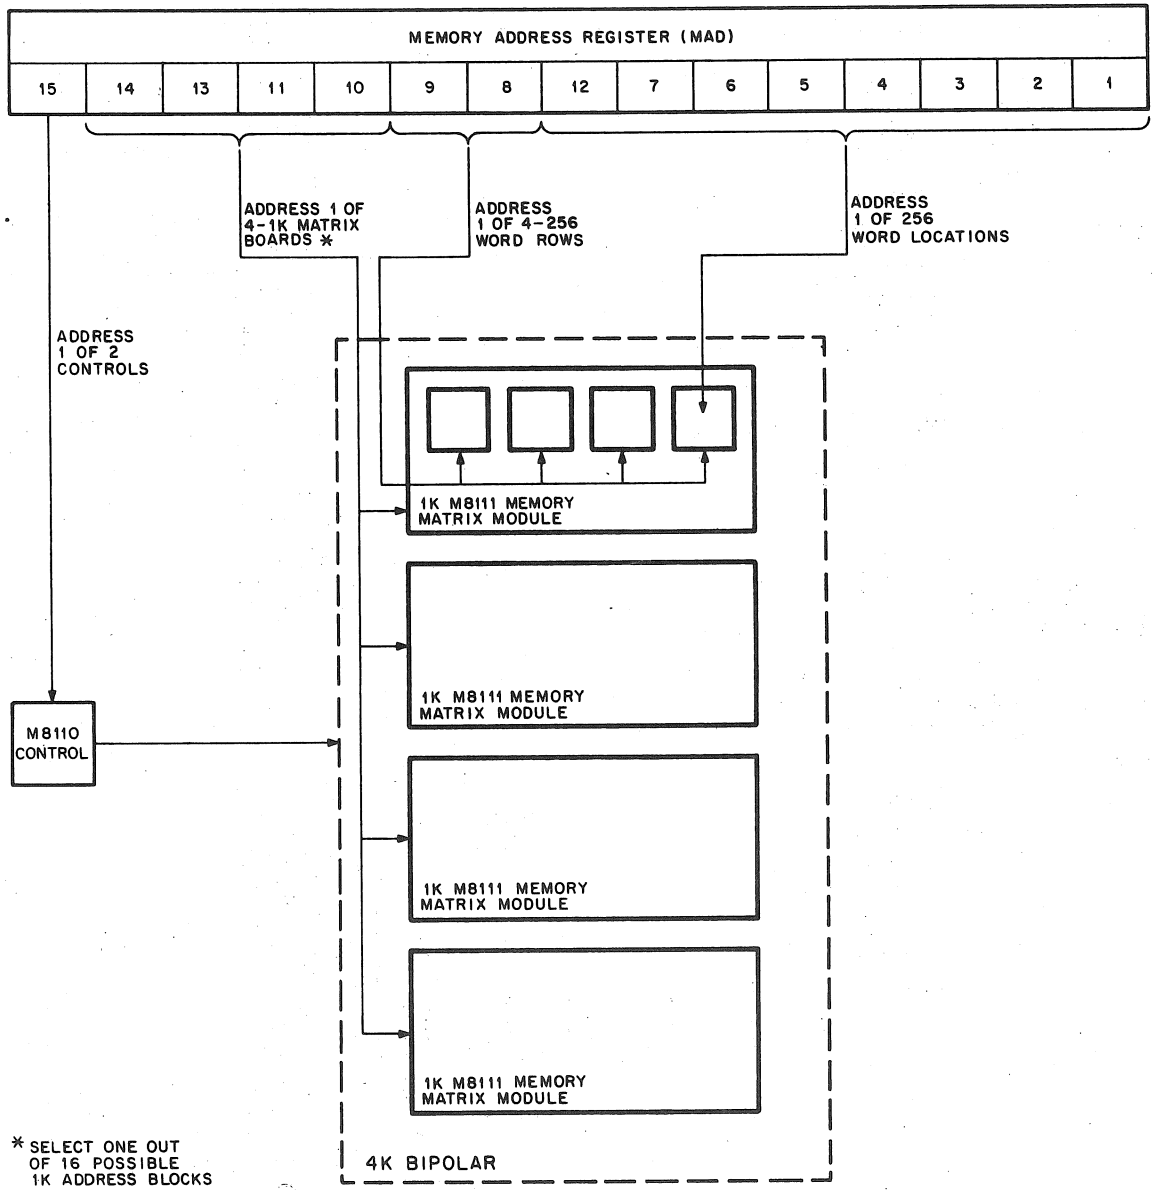 MEMORY ADDRESS REGISTER (MAD)
15 14 13 11 10 9 8 12 7 6 5 4 3 2 1
ADDRESS 1 OF
4-1K MATRIX
BOARDS *
ADDRESS
1 OF 4-256
WORD ROWS
ADDRESS
1 OF 256
WORD LOCATIONS
ADDRESS
1 OF 2
CONTROLS
1K M8111 MEMORY
MATRIX MODULE
1K M8111 MEMORY
MATRIX MODULE
M8110
CONTROL
1K M8111 MEMORY
MATRIX MODULE
1K M8111 MEMORY
MATRIX MODULE
* SELECT ONE OUT
OF 16 POSSIBLE
1K ADDRESS BLOCKS
4K BIPOLAR